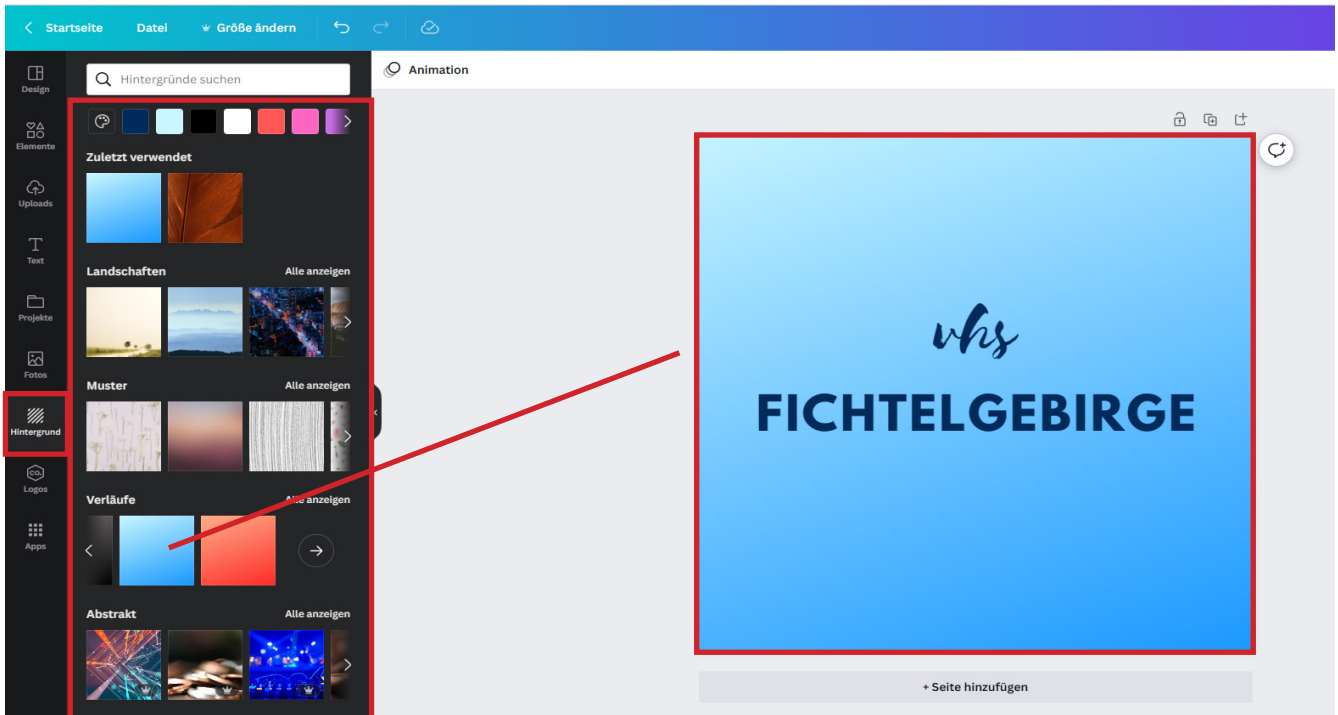 Startseite Datei Größe ändern
Design
Elemente
Uploads
Text
Projekte
Fotos
Hintergrund
Logos
CO.
Apps
Hintergründe suchen
Zuletzt verwendet
Landschaften Alle anzeigen
Muster Alle anzeigen
Verläufe Alle anzeigen
Abstrakt Alle anzeigen
Animation
vhs
FICHTELGEBIRGE
+ Seite hinzufügen